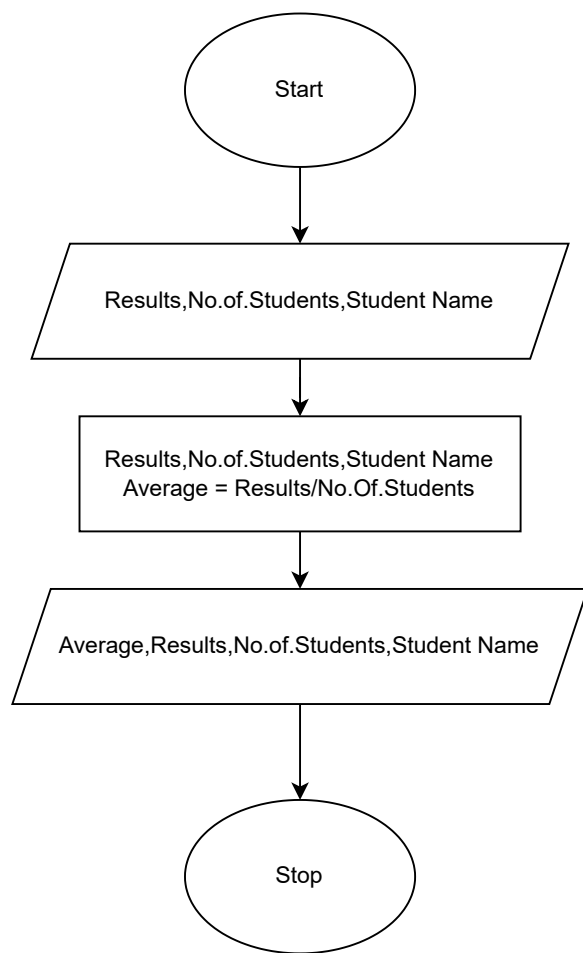 Start
Results,No.of.Students,Student Name
Results,No.of.Students,Student Name
Average = Results/No.Of.Students
Average,Results,No.of.Students,Student Name
Stop